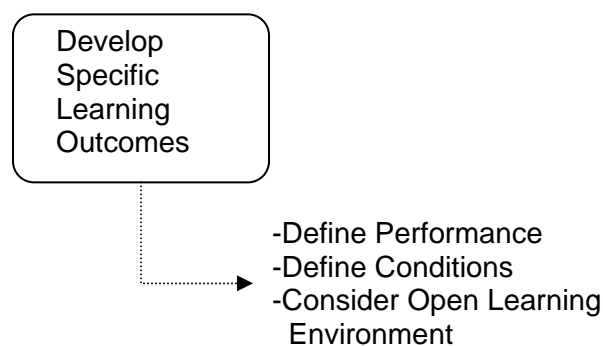 Develop
Specific
Learning
Outcomes
-Define Performance
-Define Conditions
-Consider Open Learning
Environment